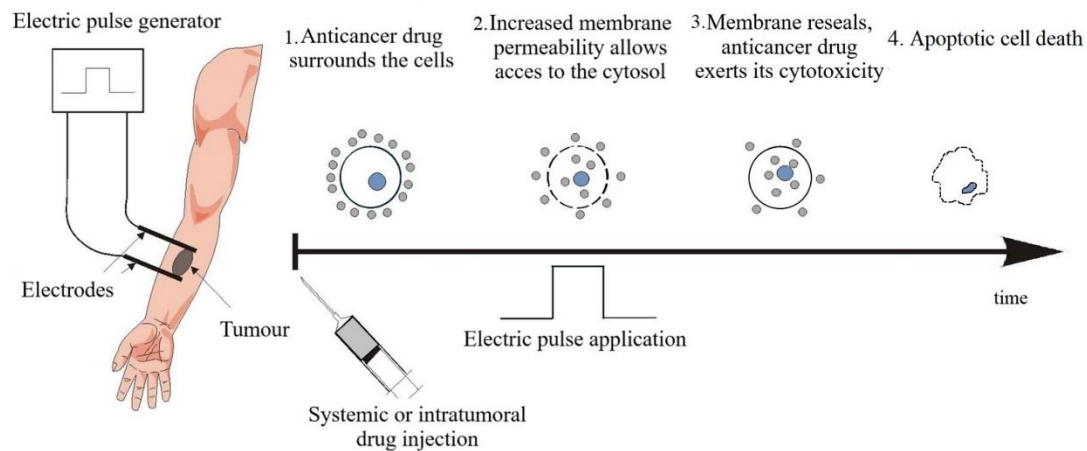 Electric pulse generator
1.Anticancer drug
surrounds the cells
2.Increased membrane
permeability allows
acces to the cytosol
3.Membrane reseals,
anticancer drug
exerts its cytotoxicity
4. Apoptotic cell death
Electrodes
Tumour
Systemic or intratumoral
drug injection
Electric pulse application
time